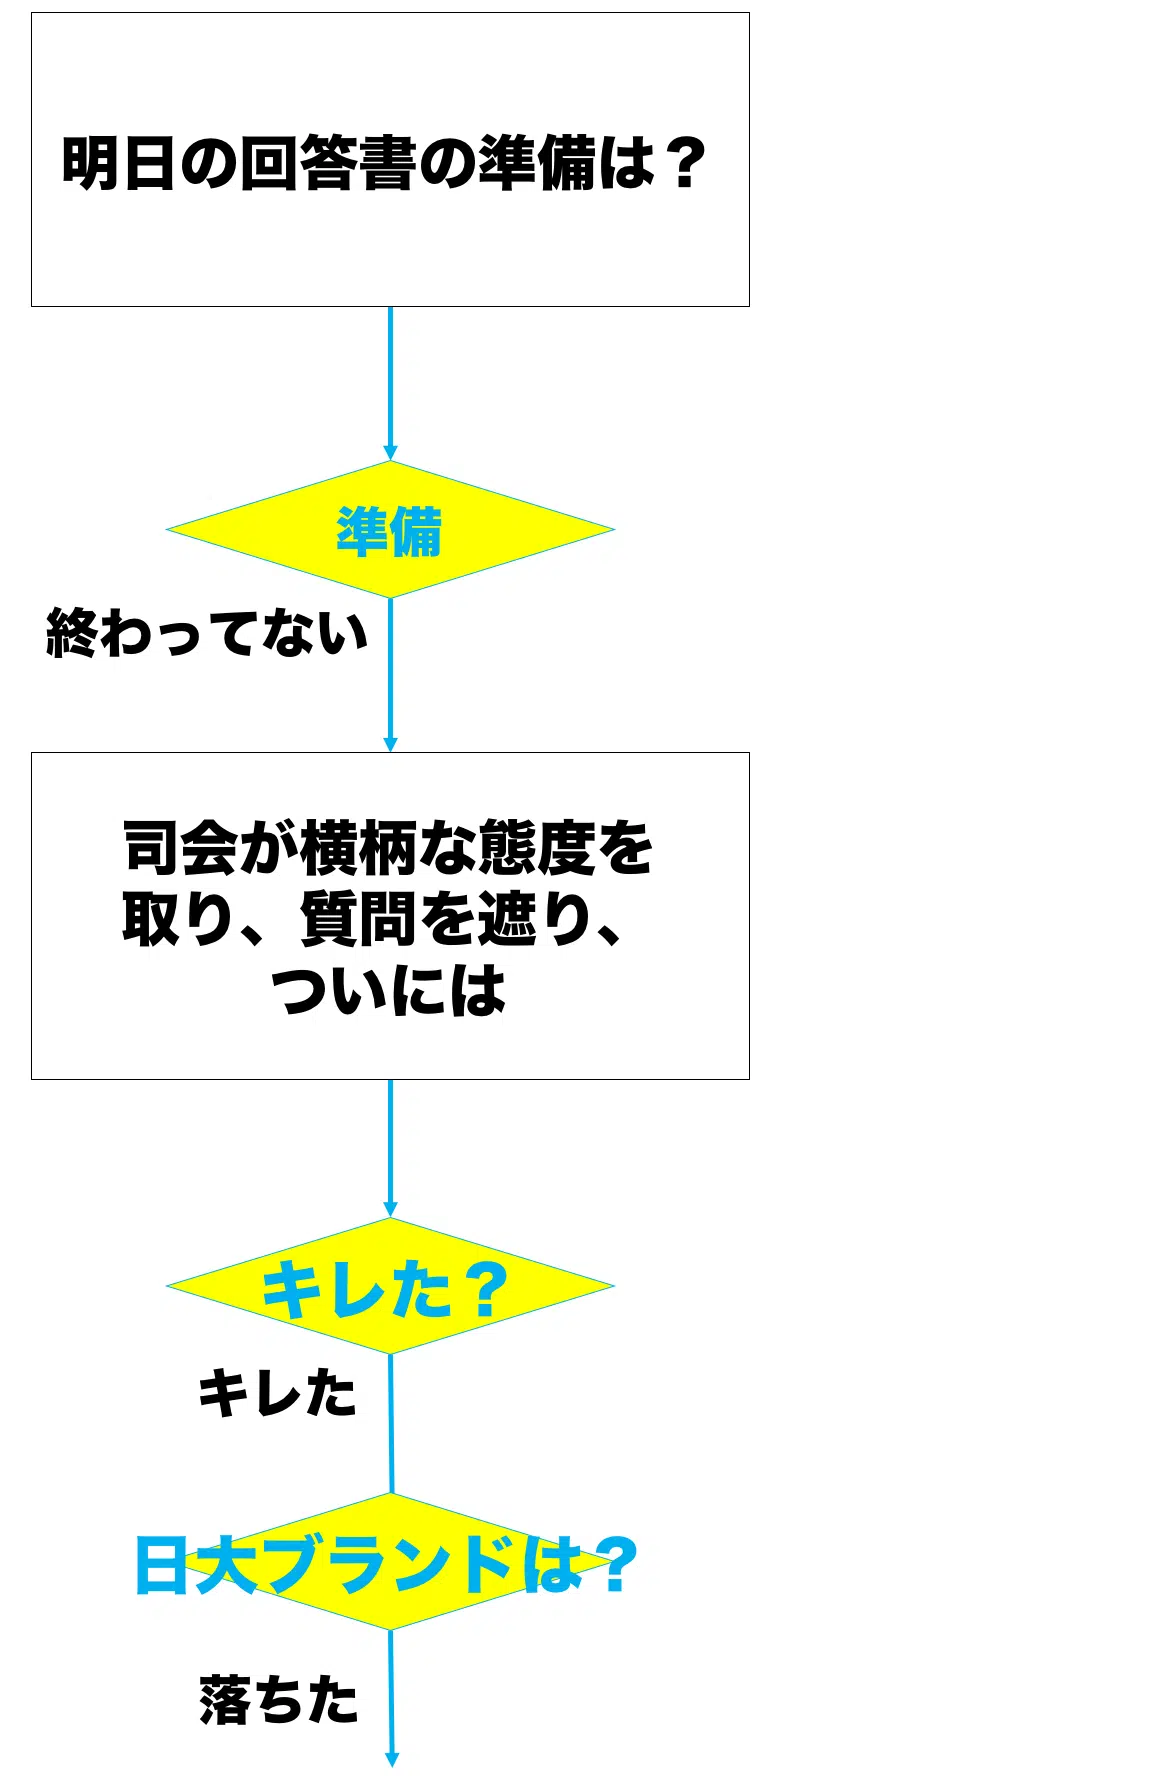 明日の回答書の準備は？
準備
終わってない
司会が横柄な態度を
取り、質問を遮り、
ついには
キレた？
キレた
日大ブランドは？
落ちた